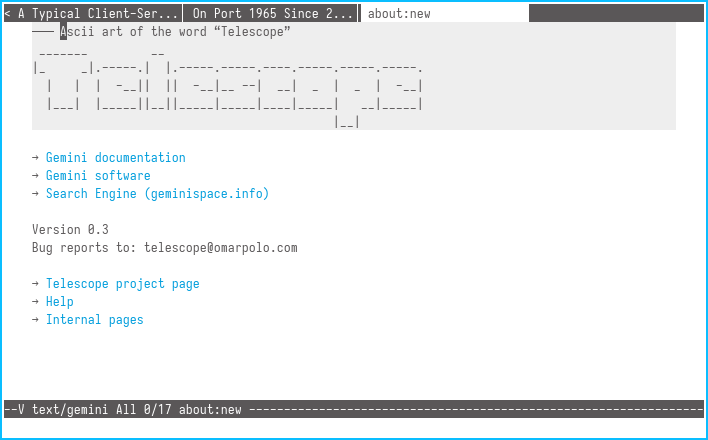 < A Typical Client-Ser... On Port 1965 Since 2... about:new
─── Ascii art of the word “Telescope”
 _______         __
|_     _|.-----.|  |.-----.-----.----.-----.-----.-----.
  |   |  |  -__||  ||  -__|__ --|  __|  _  |  _  |  -__|
  |___|  |_____||__||_____|_____|____|_____|   __|_____|
                                           |__|
→ Gemini documentation
→ Gemini software
→ Search Engine (geminispace.info)
Version 0.3
Bug reports to: telescope@omarpolo.com
→ Telescope project page
→ Help
→ Internal pages
--V text/gemini All 0/17 about:new -----------------------------------------------------------------